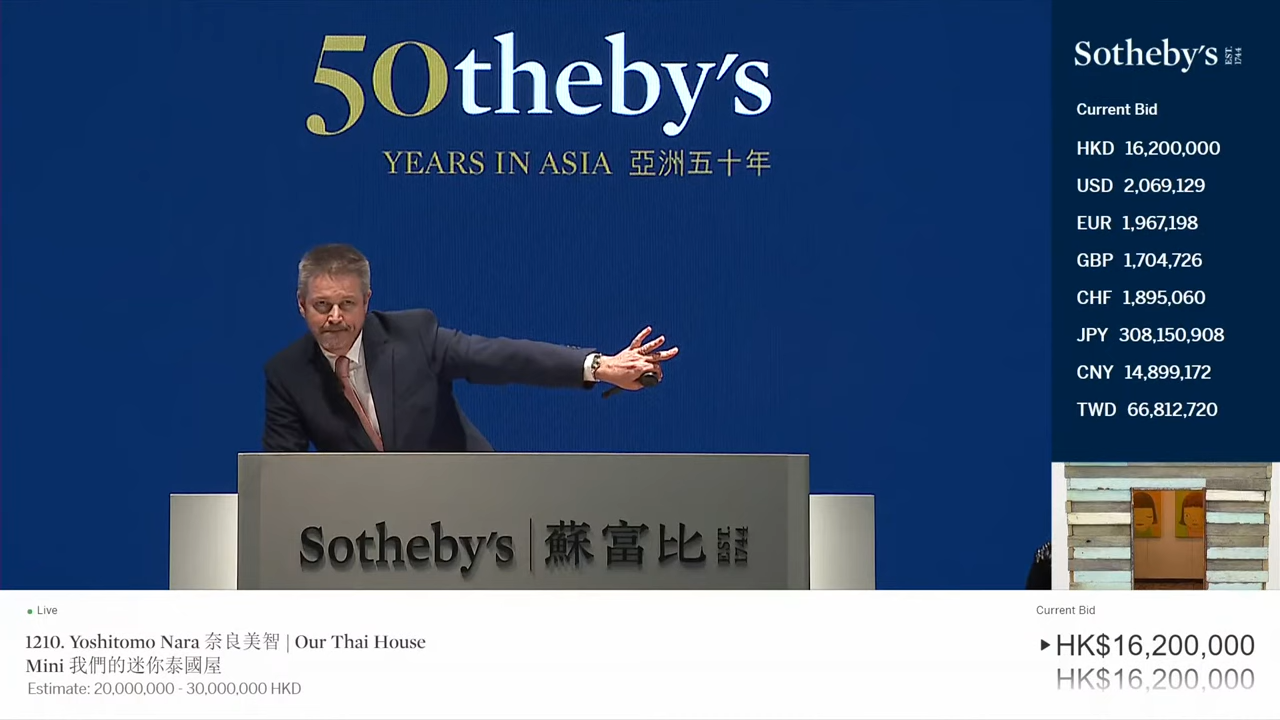 50theby's
YEARS IN ASIA 亞洲五十年
Sotheby's EST. 1744
Current Bid
HKD 16,200,000
USD 2,069,129
EUR 1,967,198
GBP 1,704,726
CHF 1,895,060
JPY 308,150,908
CNY 14,899,172
TWD 66,812,720
Sotheby's | 蘇富比 EST. 1744
Live
1210. Yoshitomo Nara 奈良美智 | Our Thai House
Mini 我們的迷你泰國屋
Estimate: 20,000,000 - 30,000,000 HKD
Current Bid
HK$16,200,000
HK$16,200,000